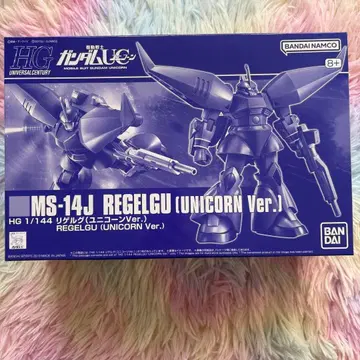 HG
UNIVERSAL CENTURY
機動戦士
ガンダムUC
MOBILE SUIT GUNDAM UNICORN
BANDAI NAMCO
8+
MS-14J REGELGU (UNICORN Ver.)
HG 1/144 リゲルグ(ユニコーンVer.)
REGELGU (UNICORN Ver.)
BAN
DAI